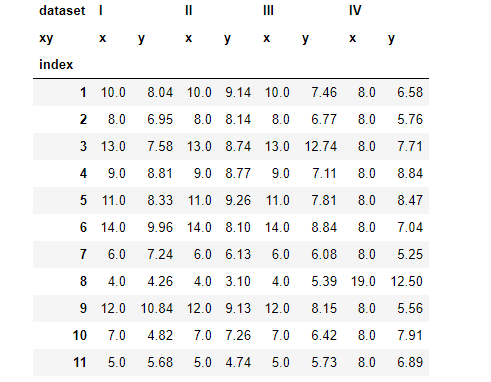 dataset I II III IV
xy x y x y x y x y
index
1 10.0 8.04 10.0 9.14 10.0 7.46 8.0 6.58
2 8.0 6.95 8.0 8.14 8.0 6.77 8.0 5.76
3 13.0 7.58 13.0 8.74 13.0 12.74 8.0 7.71
4 9.0 8.81 9.0 8.77 9.0 7.11 8.0 8.84
5 11.0 8.33 11.0 9.26 11.0 7.81 8.0 8.47
6 14.0 9.96 14.0 8.10 14.0 8.84 8.0 7.04
7 6.0 7.24 6.0 6.13 6.0 6.08 8.0 5.25
8 4.0 4.26 4.0 3.10 4.0 5.39 19.0 12.50
9 12.0 10.84 12.0 9.13 12.0 8.15 8.0 5.56
10 7.0 4.82 7.0 7.26 7.0 6.42 8.0 7.91
11 5.0 5.68 5.0 4.74 5.0 5.73 8.0 6.89